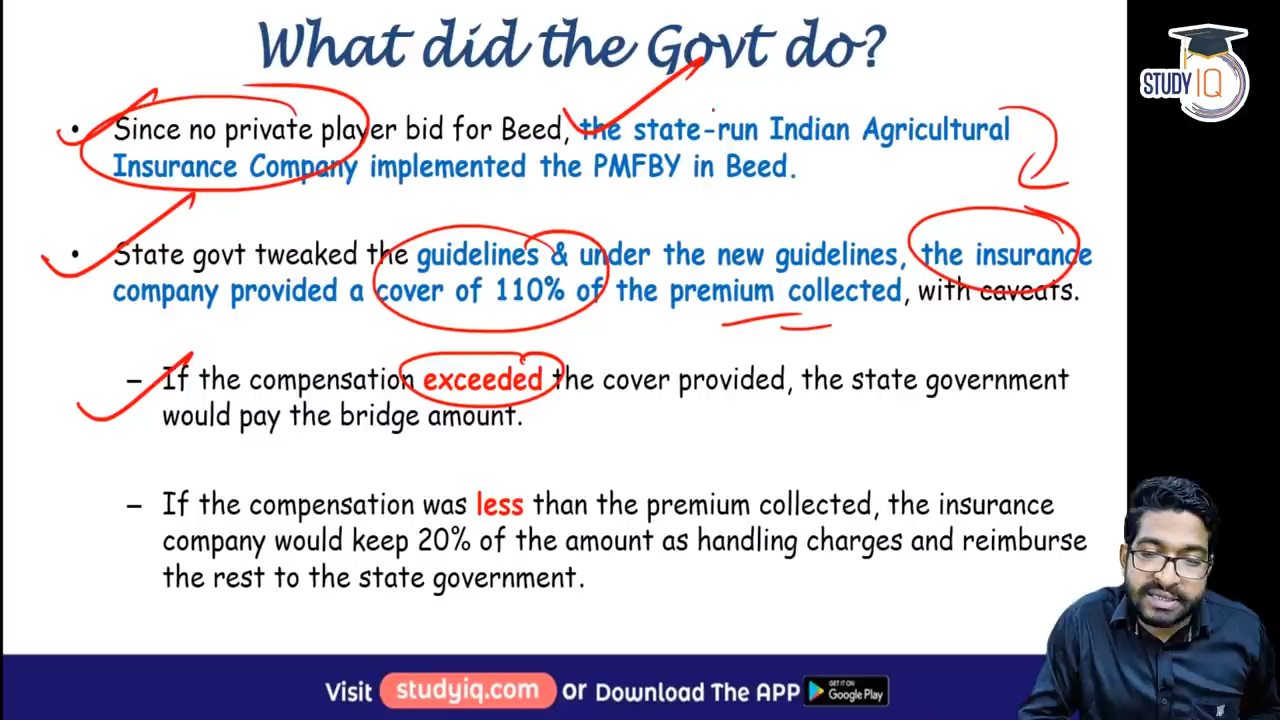 What did the Govt do?
STUDY IQ
• Since no private player bid for Beed, the state-run Indian Agricultural
Insurance Company implemented the PMFBY in Beed.
• State govt tweaked the guidelines & under the new guidelines, the insurance
company provided a cover of 110% of the premium collected, with caveats.
– If the compensation exceeded the cover provided, the state government
would pay the bridge amount.
– If the compensation was less than the premium collected, the insurance
company would keep 20% of the amount as handling charges and reimburse
the rest to the state government.
Visit studyiq.com or Download The APP GET IT ON Google Play